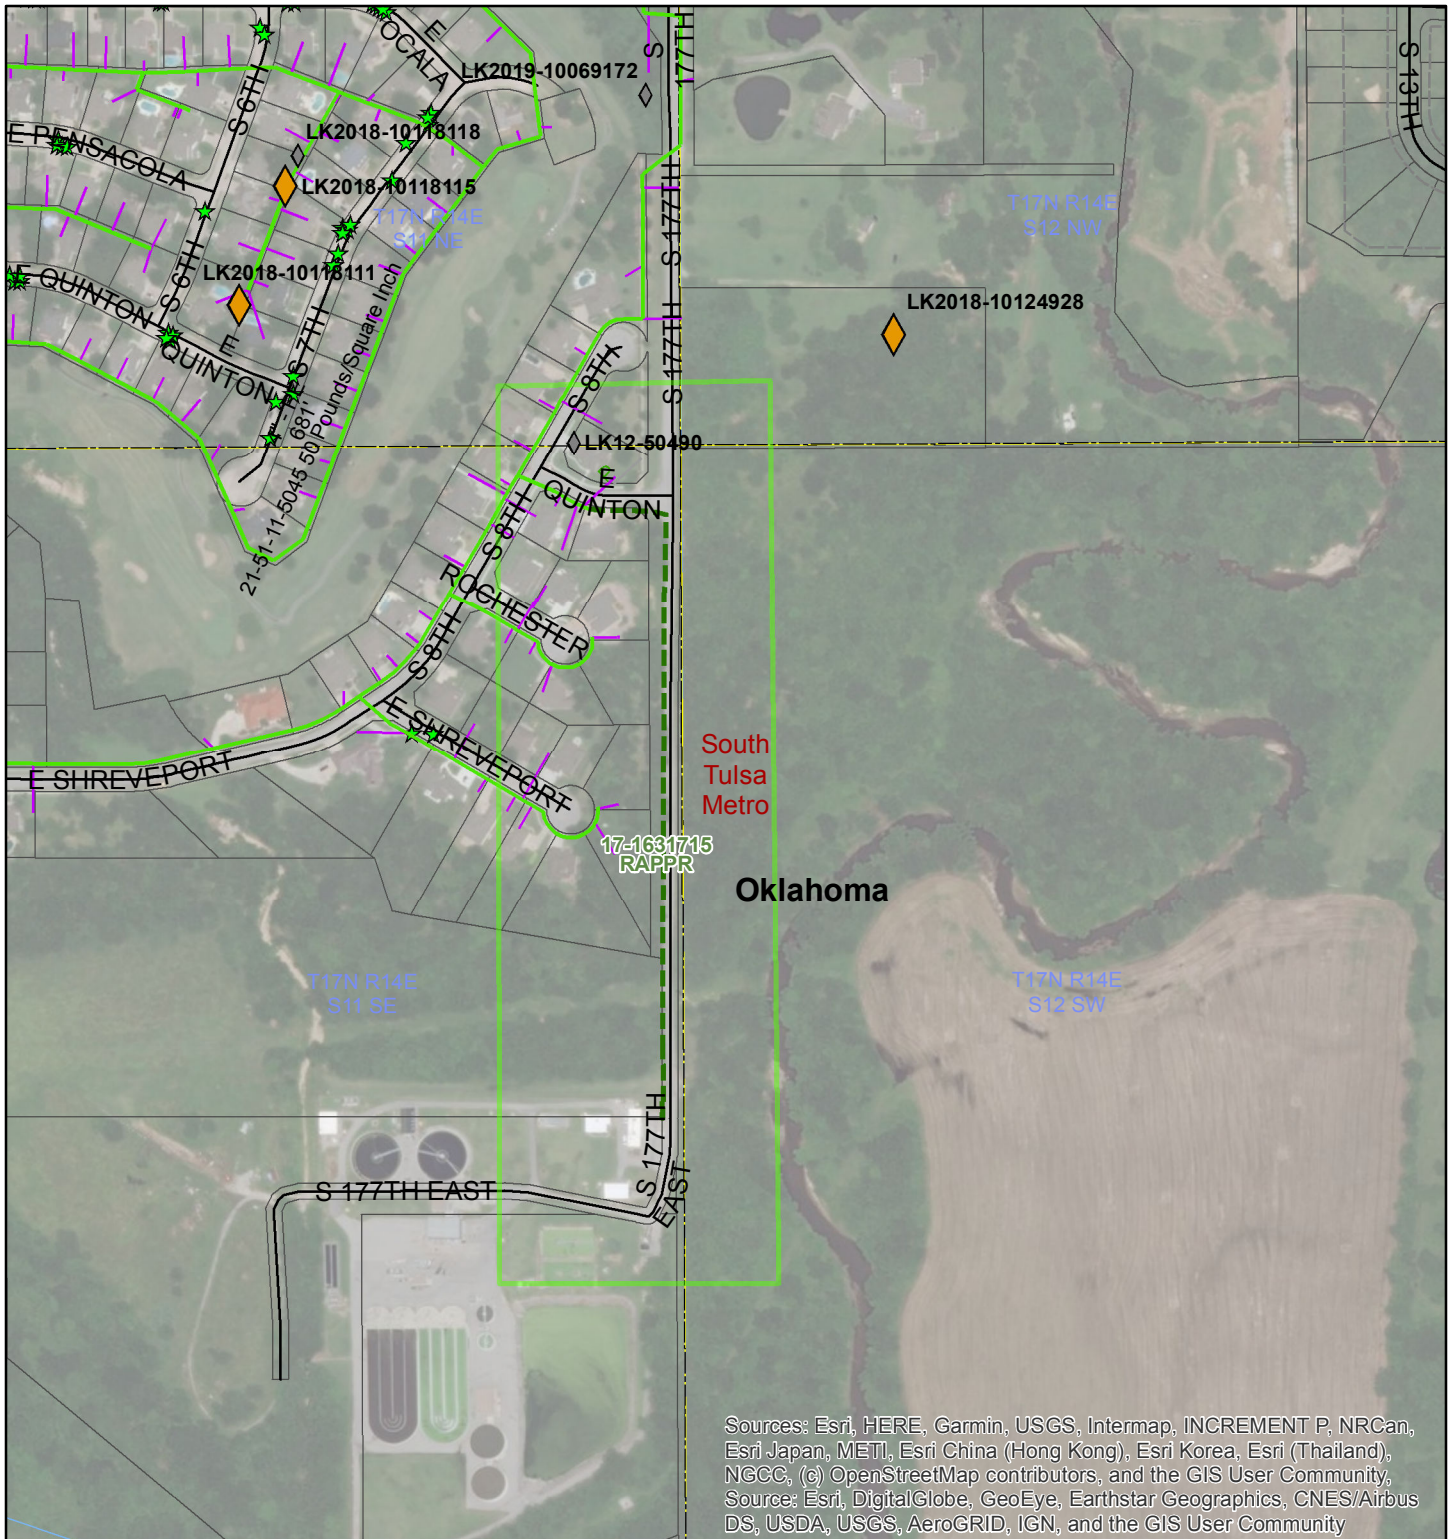 S 177TH
S 13TH
E OCALA
LK2019-10069172
S 6TH
LK2018-10118118
E PENSACOLA
LK2018-10118115
T17N R14E
S11 NE
T17N R14E
S12 NW
S 177TH
S 6TH
LK2018-10118111
E QUINTON
LK2018-10124928
S 177TH
E QUINTON
S 7TH
S 8TH
681'
21-51-11-5045 50 Pounds/Square Inch
LK12-50490
E QUINTON
S 8TH
ROCHESTER
S 8TH
E SHREVEPORT
E SHREVEPORT
South
Tulsa
Metro
17-1631715
RAPPR
Oklahoma
T17N R14E
S11 SE
T17N R14E
S12 SW
S 177TH EAST
S 177TH
EAST
Sources: Esri, HERE, Garmin, USGS, Intermap, INCREMENT P, NRCan,
Esri Japan, METI, Esri China (Hong Kong), Esri Korea, Esri (Thailand),
NGCC, (c) OpenStreetMap contributors, and the GIS User Community,
Source: Esri, DigitalGlobe, GeoEye, Earthstar Geographics, CNES/Airbus
DS, USDA, USGS, AeroGRID, IGN, and the GIS User Community